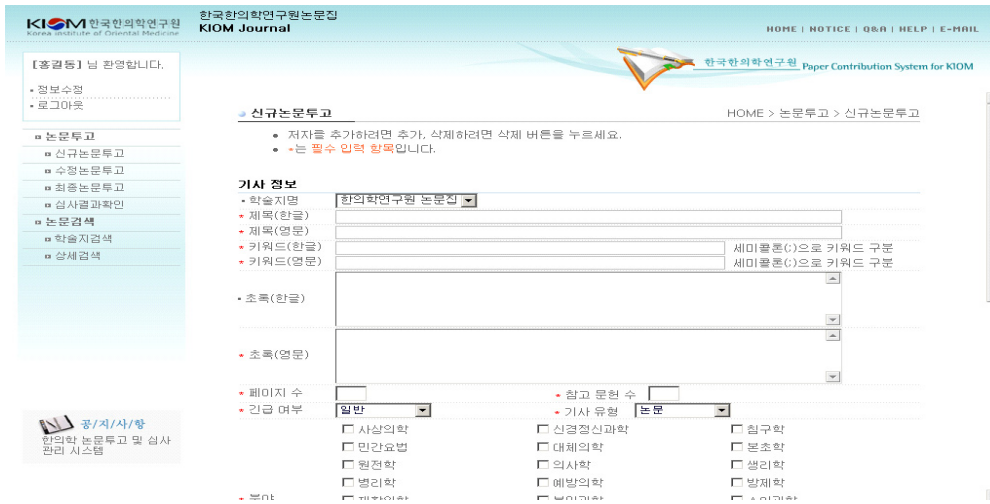 KIOM 한국한의학연구원
Korea Institute of Oriental Medicine
한국한의학연구원논문집
KIOM Journal
HOME | NOTICE | Q&A | HELP | E-MAIL
[홍길동] 님 환영합니다.
• 정보수정
• 로그아웃
한국한의학연구원 Paper Contribution System for KIOM
논문투고
신규논문투고
수정논문투고
최종논문투고
심사결과확인
논문검색
학술지검색
상세검색
공/지/사/항
한의학 논문투고 및 심사
관리 시스템
신규논문투고
HOME > 논문투고 > 신규논문투고
• 저자를 추가하려면 추가, 삭제하려면 삭제 버튼을 누르세요.
• *는 필수 입력 항목입니다.
기사 정보
• 학술지명 한의학연구원 논문집
* 제목(한글)
* 제목(영문)
* 키워드(한글) 세미콜론(;)으로 키워드 구분
* 키워드(영문) 세미콜론(;)으로 키워드 구분
• 초록(한글)
* 초록(영문)
* 페이지 수 * 참고 문헌 수
* 긴급 여부 일반 * 기사 유형 논문
사상의학 신경정신과학 침구학
민간요법 대체의학 본초학
원전학 의사학 생리학
병리학 예방의학 방제학
* 분야